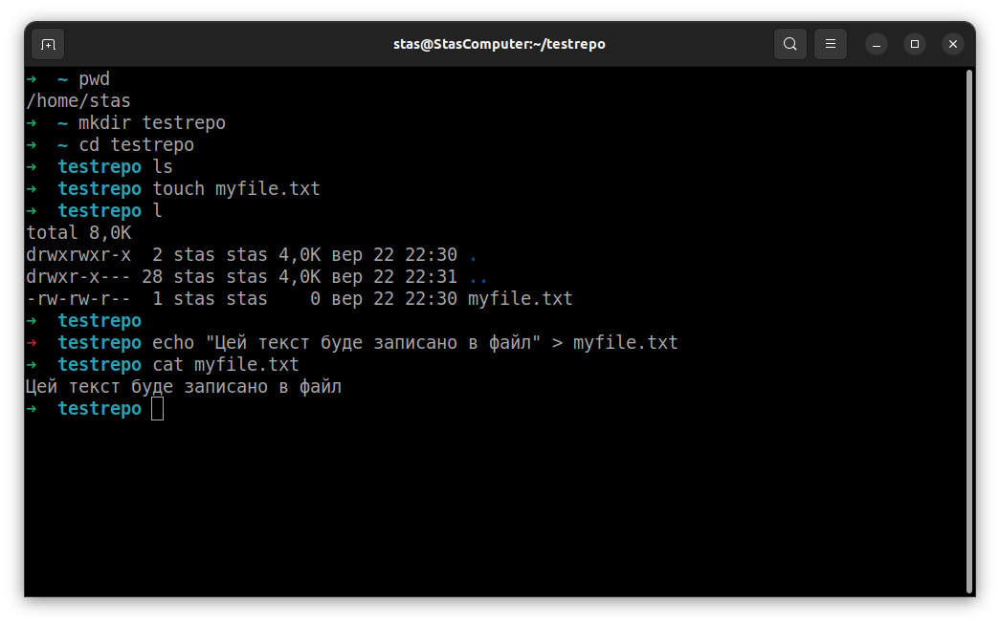 stas@StasComputer:~/testrepo
➜  ~ pwd
/home/stas
➜  ~ mkdir testrepo
➜  ~ cd testrepo
➜  testrepo ls
➜  testrepo touch myfile.txt
➜  testrepo l
total 8,0K
drwxrwxr-x  2 stas stas 4,0K вер 22 22:30 .
drwxr-x--- 28 stas stas 4,0K вер 22 22:31 ..
-rw-rw-r--  1 stas stas    0 вер 22 22:30 myfile.txt
➜  testrepo
➜  testrepo echo "Цей текст буде записано в файл" > myfile.txt
➜  testrepo cat myfile.txt
Цей текст буде записано в файл
➜  testrepo